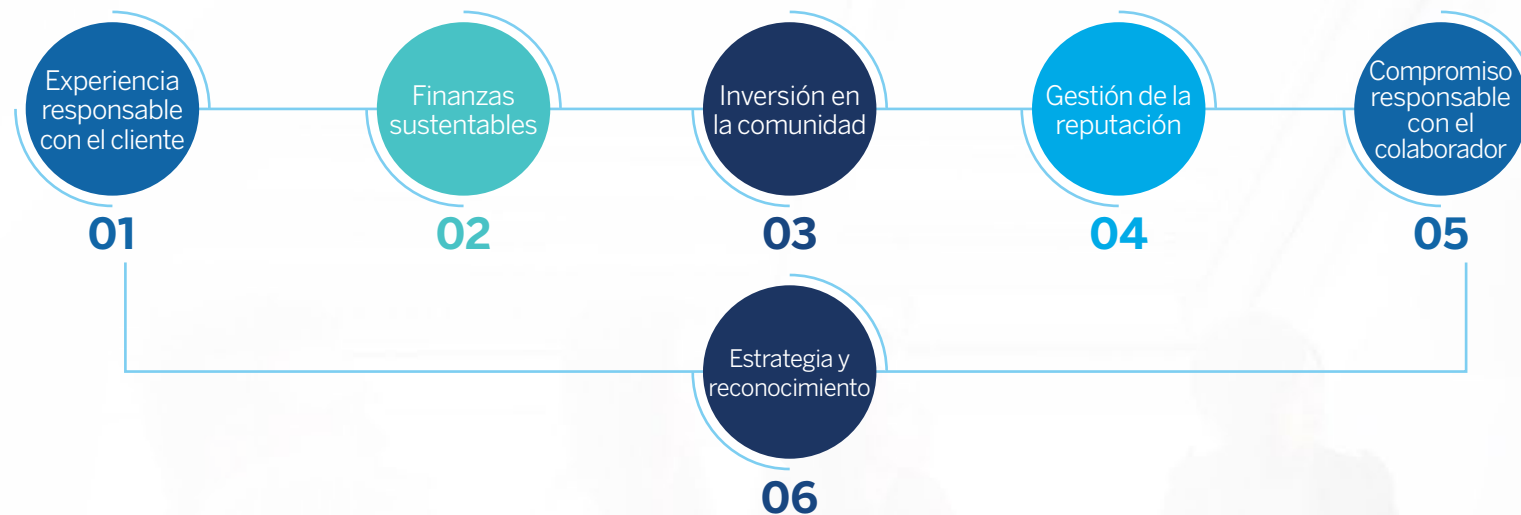 Experiencia
responsable
con el cliente
01
Finanzas
sustentables
02
Inversión en
la comunidad
03
Gestión de la
reputación
04
Compromiso
responsable
con el
colaborador
05
Estrategia y
reconocimiento
06